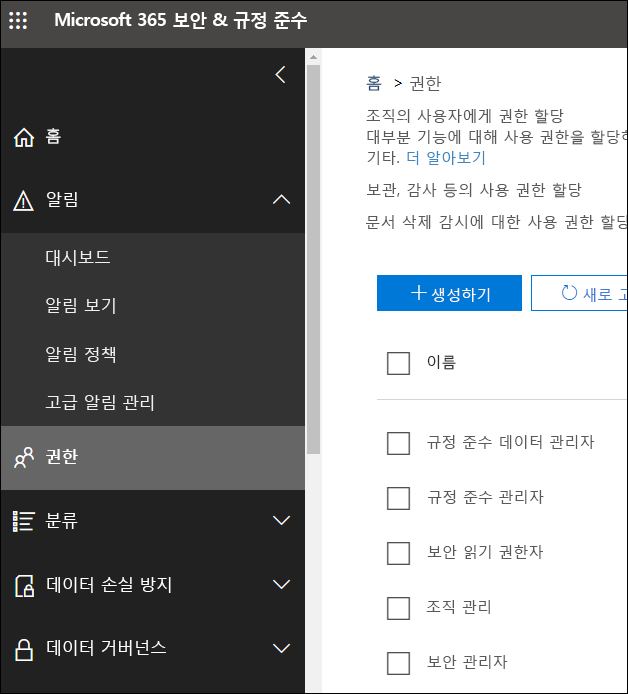 Microsoft 365 보안 & 규정 준수
홈
알림
대시보드
알림 보기
알림 정책
고급 알림 관리
권한
분류
데이터 손실 방지
데이터 거버넌스
홈 > 권한
조직의 사용자에게 권한 할당
대부분 기능에 대해 사용 권한을 할당하
기타. 더 알아보기
보관, 감사 등의 사용 권한 할당
문서 삭제 감시에 대한 사용 권한 할당
생성하기
새로 고
이름
규정 준수 데이터 관리자
규정 준수 관리자
보안 읽기 권한자
조직 관리
보안 관리자